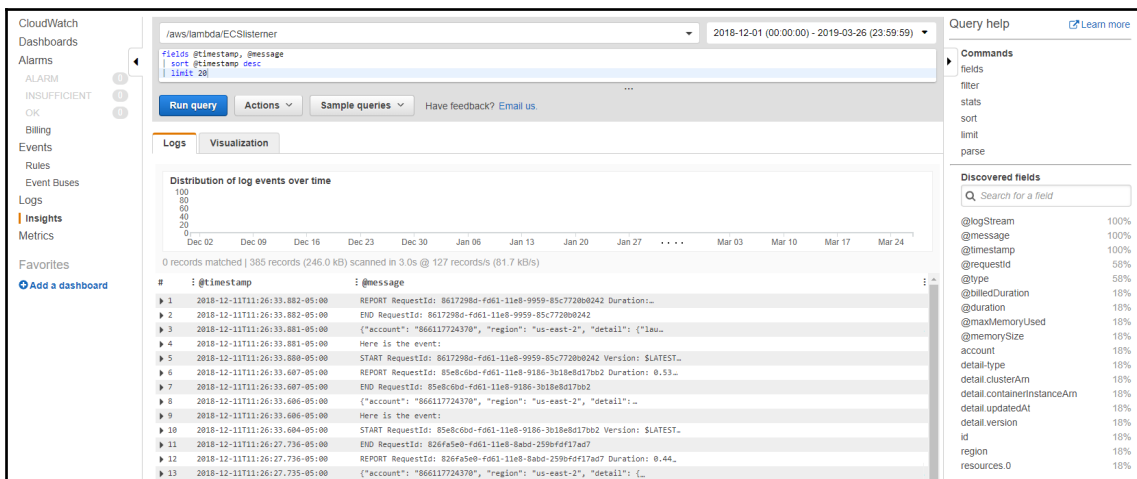 CloudWatch
Dashboards
Alarms
ALARM 0
INSUFFICIENT 0
OK 0
Billing
Events
Rules
Event Buses
Logs
Insights
Metrics
Favorites
Add a dashboard
/aws/lambda/ECSlisterner
2018-12-01 (00:00:00) - 2019-03-26 (23:59:59)
fields @timestamp, @message
| sort @timestamp desc
| limit 20
Run query
Actions
Sample queries
Have feedback? Email us.
Logs
Visualization
Distribution of log events over time
100
80
60
40
20
0
Dec 02 Dec 09 Dec 16 Dec 23 Dec 30 Jan 06 Jan 13 Jan 20 Jan 27 .... Mar 03 Mar 10 Mar 17 Mar 24
0 records matched | 385 records (246.0 kB) scanned in 3.0s @ 127 records/s (81.7 kB/s)
# : @timestamp : @message :
1 2018-12-11T11:26:33.882-05:00 REPORT RequestId: 8617298d-fd61-11e8-9959-85c7720b0242 Duration:…
2 2018-12-11T11:26:33.882-05:00 END RequestId: 8617298d-fd61-11e8-9959-85c7720b0242
3 2018-12-11T11:26:33.881-05:00 {"account": "866117724370", "region": "us-east-2", "detail": {"lau…
4 2018-12-11T11:26:33.881-05:00 Here is the event:
5 2018-12-11T11:26:33.880-05:00 START RequestId: 8617298d-fd61-11e8-9959-85c7720b0242 Version: $LATEST…
6 2018-12-11T11:26:33.607-05:00 REPORT RequestId: 85e8c6bd-fd61-11e8-9186-3b18e8d17bb2 Duration: 0.53…
7 2018-12-11T11:26:33.607-05:00 END RequestId: 85e8c6bd-fd61-11e8-9186-3b18e8d17bb2
8 2018-12-11T11:26:33.606-05:00 {"account": "866117724370", "region": "us-east-2", "detail":…
9 2018-12-11T11:26:33.606-05:00 Here is the event:
10 2018-12-11T11:26:33.604-05:00 START RequestId: 85e8c6bd-fd61-11e8-9186-3b18e8d17bb2 Version: $LATEST…
11 2018-12-11T11:26:27.736-05:00 END RequestId: 826fa5e0-fd61-11e8-8abd-259bfdf17ad7
12 2018-12-11T11:26:27.736-05:00 REPORT RequestId: 826fa5e0-fd61-11e8-8abd-259bfdf17ad7 Duration: 0.44…
13 2018-12-11T11:26:27.735-05:00 {"account": "866117724370", "region": "us-east-2", "detail": {…
Query help
Learn more
Commands
fields
filter
stats
sort
limit
parse
Discovered fields
Search for a field
@logStream 100%
@message 100%
@timestamp 100%
@requestId 58%
@type 58%
@billedDuration 18%
@duration 18%
@maxMemoryUsed 18%
@memorySize 18%
account 18%
detail-type 18%
detail.clusterArn 18%
detail.containerInstanceArn 18%
detail.updatedAt 18%
detail.version 18%
id 18%
region 18%
resources.0 18%